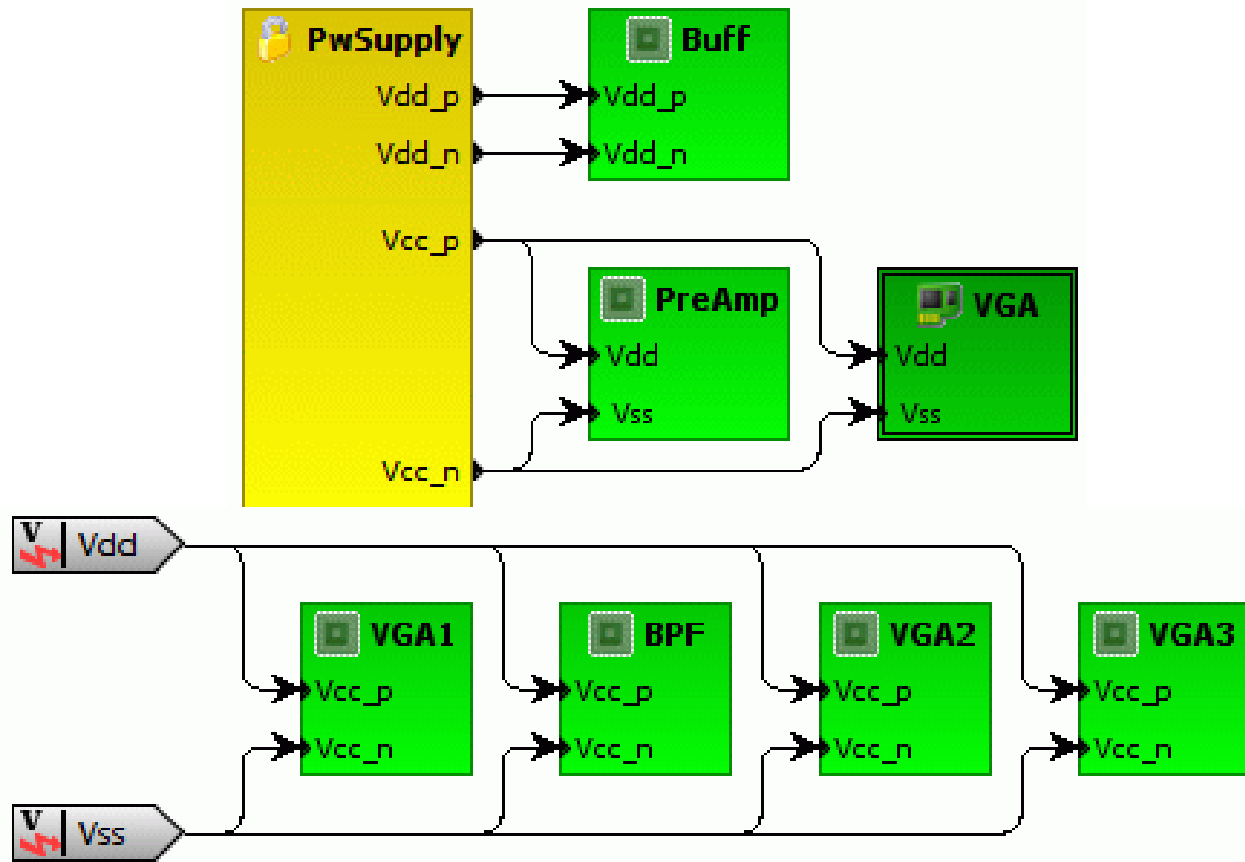 PwSupply
Buff
Vdd_p
Vdd_p
Vdd_n
Vdd_n
Vcc_p
PreAmp
VGA
Vdd
Vdd
Vss
Vss
Vcc_n
V Vdd
VGA1
BPF
VGA2
VGA3
Vcc_p
Vcc_p
Vcc_p
Vcc_p
Vcc_n
Vcc_n
Vcc_n
Vcc_n
V Vss